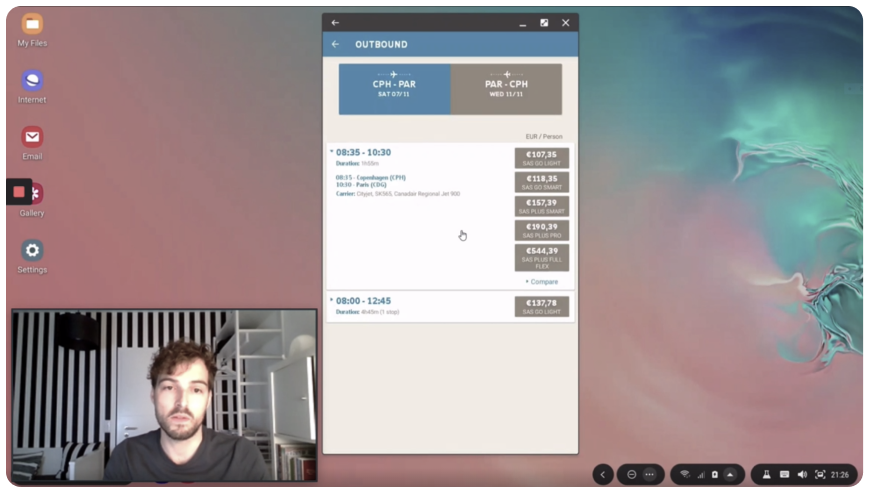 My Files
Internet
Email
Gallery
Settings
OUTBOUND
CPH - PAR
SAT 07/11
PAR - CPH
WED 11/11
EUR / Person
08:35 - 10:30
Duration: 1h55m
08:35 - Copenhagen (CPH)
10:30 - Paris (CDG)
Carrier: Cityjet, SK565, Canadair Regional Jet 900
€107,35
SAS GO LIGHT
€118,35
SAS GO SMART
€157,39
SAS PLUS SMART
€190,39
SAS PLUS PRO
€544,39
SAS PLUS FULL
FLEX
Compare
08:00 - 12:45
Duration: 4h45m (1 stop)
€137,78
SAS GO LIGHT
21:26